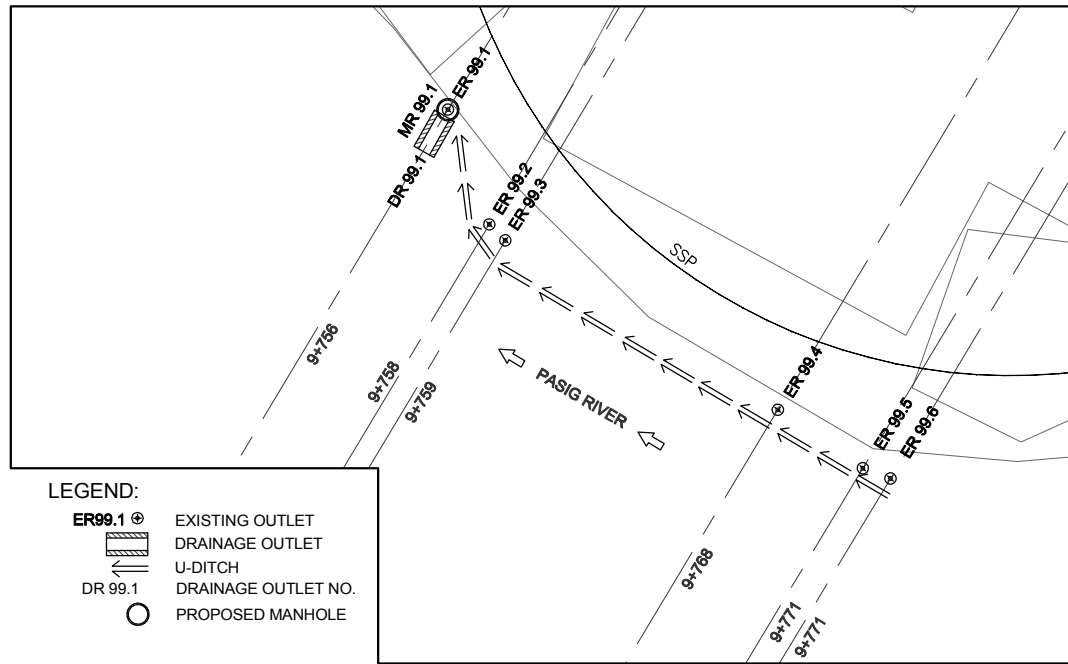 MR 99.1
ER 99.1
DR 99.1
ER 99.2
ER 99.3
SSP
9+756
9+758
9+759
PASIG RIVER
ER 99.4
ER 99.5
ER 99.6
9+768
9+771
9+771
LEGEND:
ER99.1 EXISTING OUTLET
DRAINAGE OUTLET
U-DITCH
DR 99.1 DRAINAGE OUTLET NO.
PROPOSED MANHOLE